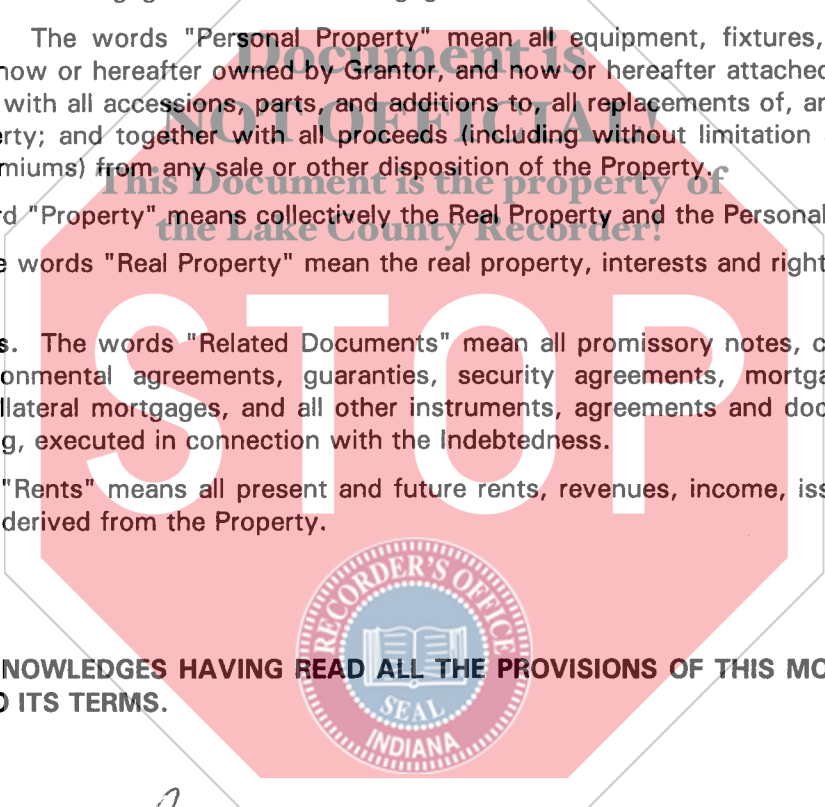 The words "Personal Property" mean all equipment, fixtures,
Document is
now or hereafter owned by Grantor, and now or hereafter attached
with all accessions, parts, and additions to, all replacements of, an
NOT OFFICIAL!
rty; and together with all proceeds (including without limitation
miums) from any sale or other disposition of the Property.
This Document is the property of
rd "Property" means collectively the Real Property and the Personal
the Lake County Recorder!
e words "Real Property" mean the real property, interests and right
STOP
s. The words "Related Documents" mean all promissory notes, c
onmental agreements, guaranties, security agreements, mortga
llateral mortgages, and all other instruments, agreements and doc
g, executed in connection with the Indebtedness.
"Rents" means all present and future rents, revenues, income, iss
derived from the Property.
RECORDER'S OFFICE
SEAL
INDIANA
NOWLEDGES HAVING READ ALL THE PROVISIONS OF THIS MO
O ITS TERMS.